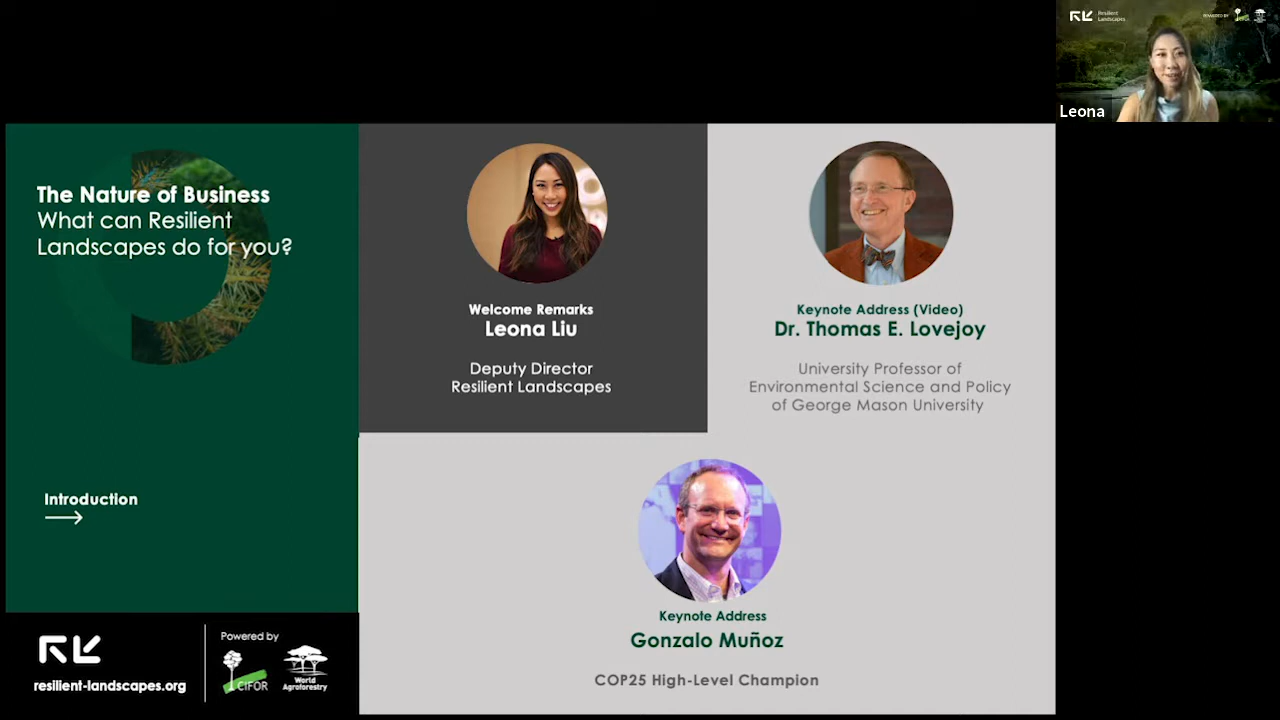 Resilient
Landscapes
POWERED BY
Leona
The Nature of Business
What can Resilient
Landscapes do for you?
Introduction
Powered by
CIFOR
World
Agroforestry
resilient-landscapes.org
Welcome Remarks
Leona Liu
Deputy Director
Resilient Landscapes
Keynote Address (Video)
Dr. Thomas E. Lovejoy
University Professor of
Environmental Science and Policy
of George Mason University
Keynote Address
Gonzalo Muñoz
COP25 High-Level Champion